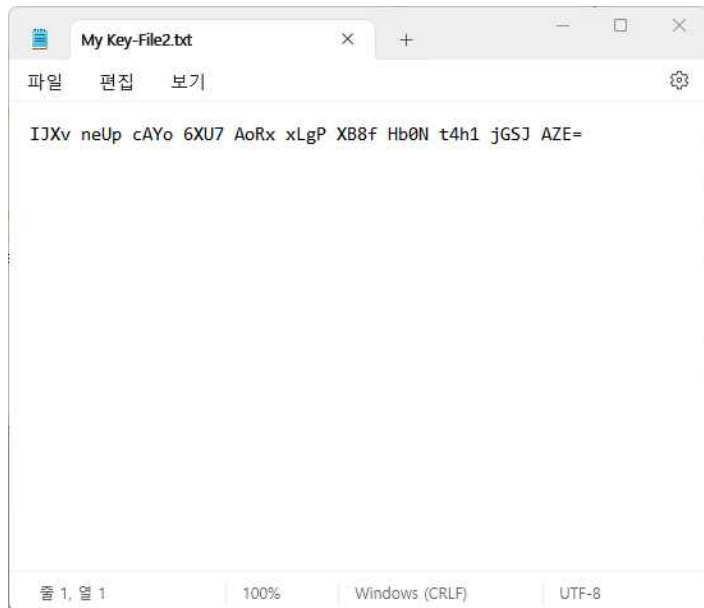 My Key-File2.txt
파일 편집 보기
IJXv neUp cAYo 6XU7 AoRx xLgP XB8f Hb0N t4h1 jGSJ AZE=
줄 1, 열 1 100% Windows (CRLF) UTF-8